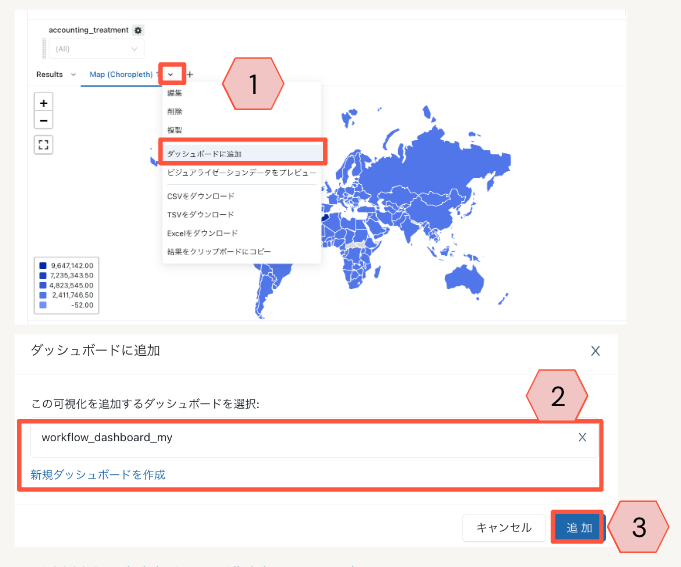 accounting_treatment
(All)
Results
Map (Choropleth)
1
編集
削除
複製
ダッシュボードに追加
ビジュアライゼーションデータをプレビュー
CSVをダウンロード
TSVをダウンロード
Excelをダウンロード
結果をクリップボードにコピー
9,647,142.00
7,235,343.50
4,823,545.00
2,411,746.50
-52.00
ダッシュボードに追加
X
2
この可視化を追加するダッシュボードを選択:
workflow_dashboard_my
X
新規ダッシュボードを作成
キャンセル
追加
3